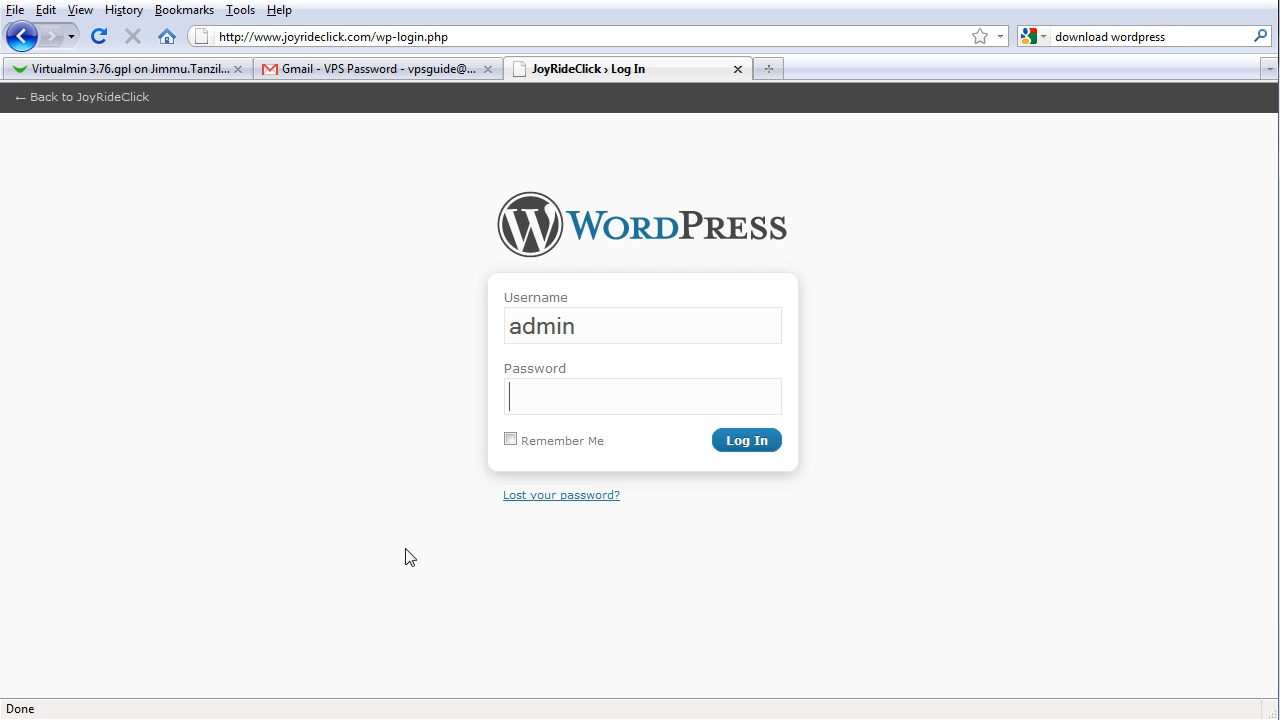 File Edit View History Bookmarks Tools Help
http://www.joyrideclick.com/wp-login.php download wordpress
Virtualmin 3.76.gpl on Jimmu.Tanzil... Gmail - VPS Password - vpsguide@... JoyRideClick › Log In
← Back to JoyRideClick
WORDPRESS
Username
admin
Password
Remember Me Log In
Lost your password?
Done